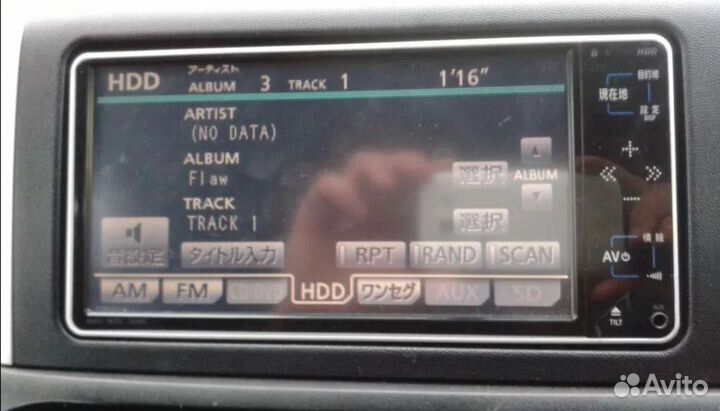 HDD アーティスト ALBUM 3 TRACK 1 1'16"
ARTIST
(NO DATA)
ALBUM
Flaw 選択 ALBUM
TRACK
TRACK 1 選択
音設定 タイトル入力 RPT RAND SCAN
AM FM HDD ワンセグ AUX SD
HDD
目的地
現在地
設定
DISP
情報
AV
TILT
AUX
Avito